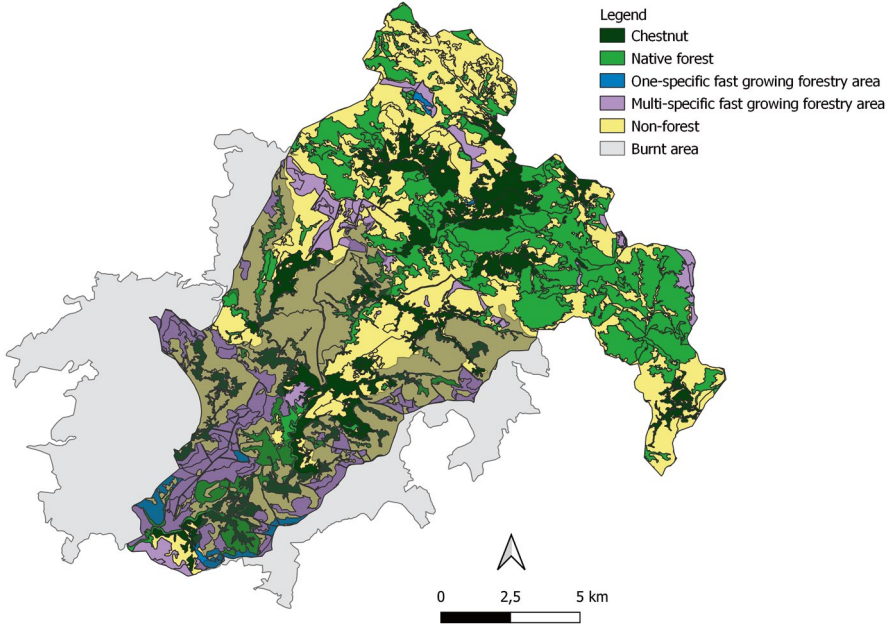 Legend
Chestnut
Native forest
One-specific fast growing forestry area
Multi-specific fast growing forestry area
Non-forest
Burnt area
0 2,5 5 km